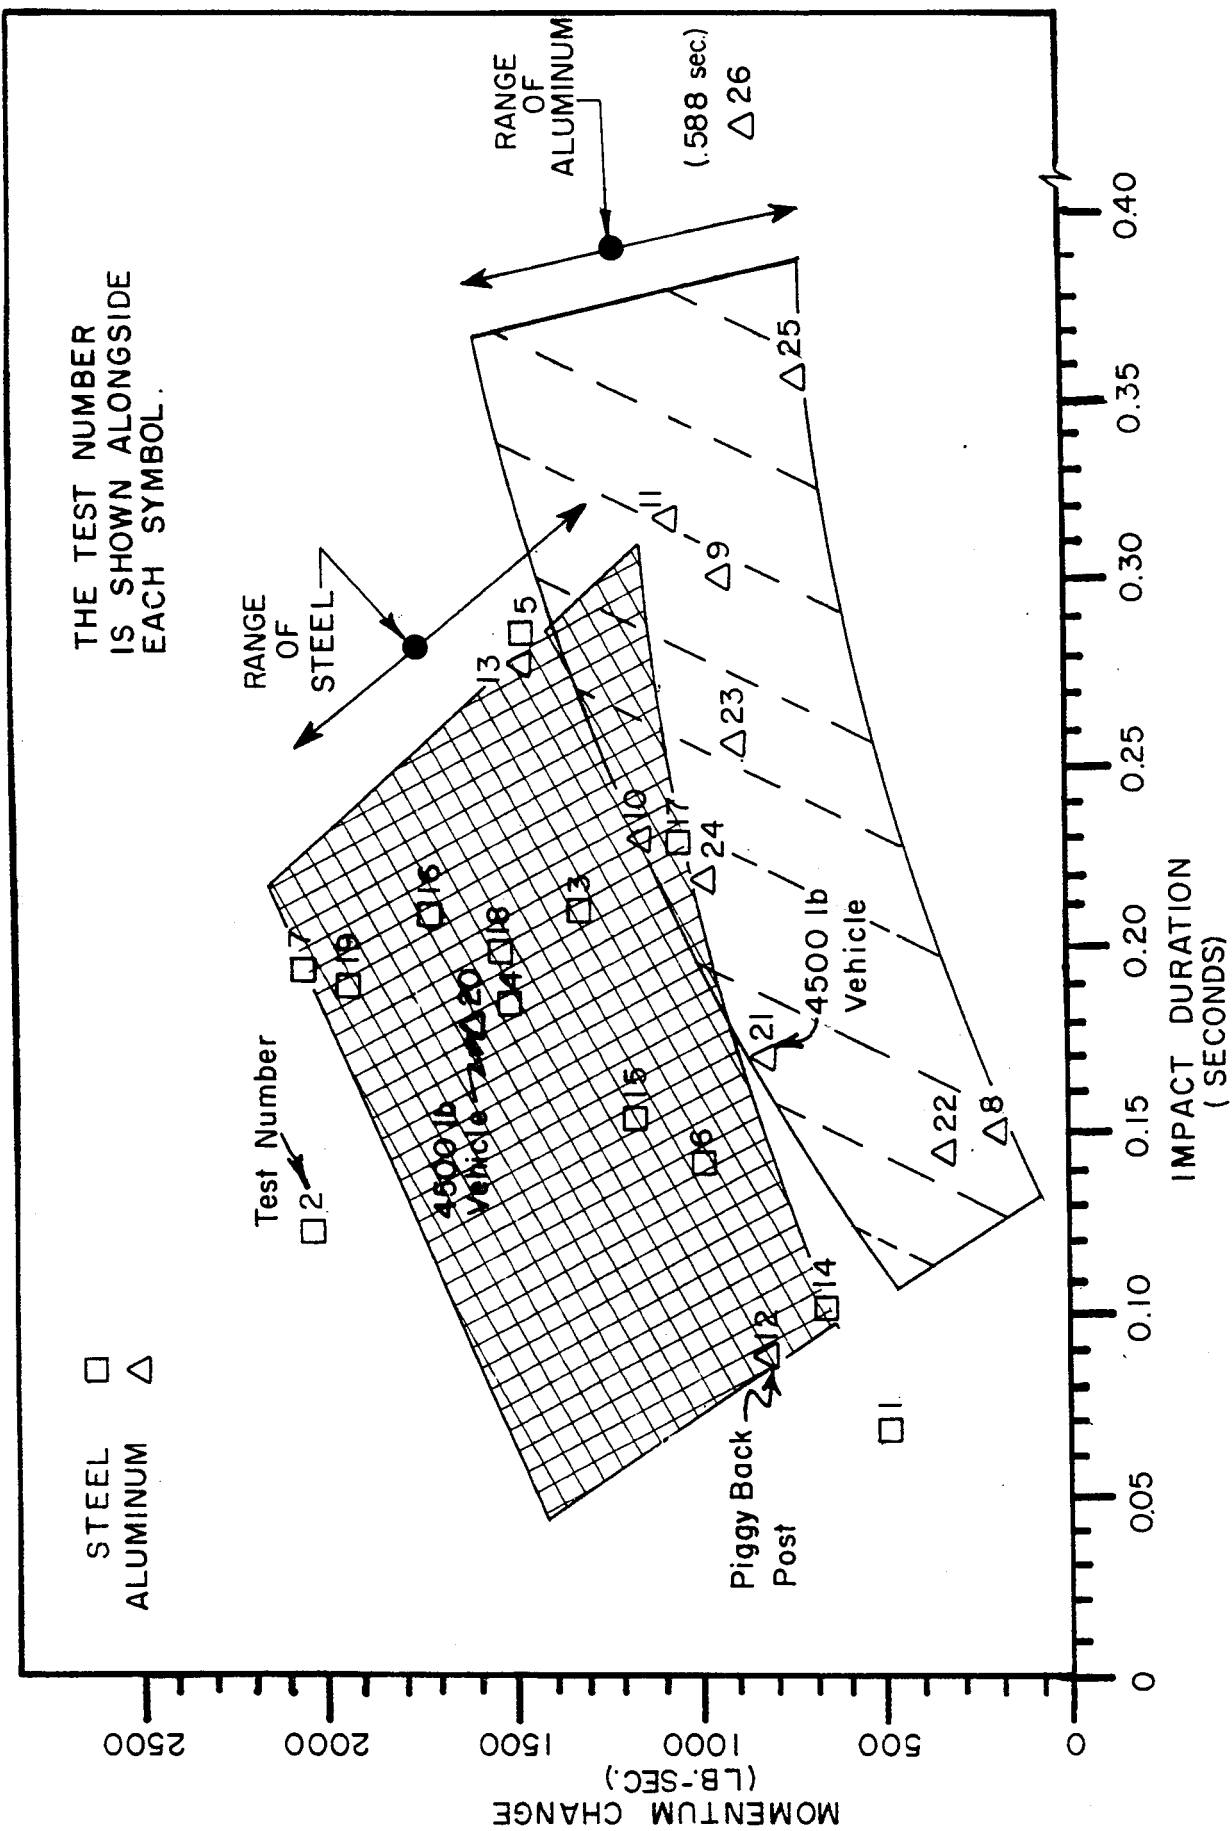 STEEL
ALUMINUM
THE TEST NUMBER
IS SHOWN ALONGSIDE
EACH SYMBOL.
RANGE
OF
STEEL
RANGE
OF
ALUMINUM
(.588 sec.)
26
Test Number
2
7
19
16
4500 lb
Vehicle
20
18
4
13
5
3
15
6
10
17
24
11
9
23
25
21
4500 lb
Vehicle
22
8
12
14
Piggy Back
Post
1
MOMENTUM CHANGE
(LB.-SEC.)
2500
2000
1500
1000
500
0
0
0.05
0.10
0.15
0.20
0.25
0.30
0.35
0.40
IMPACT DURATION
(SECONDS)